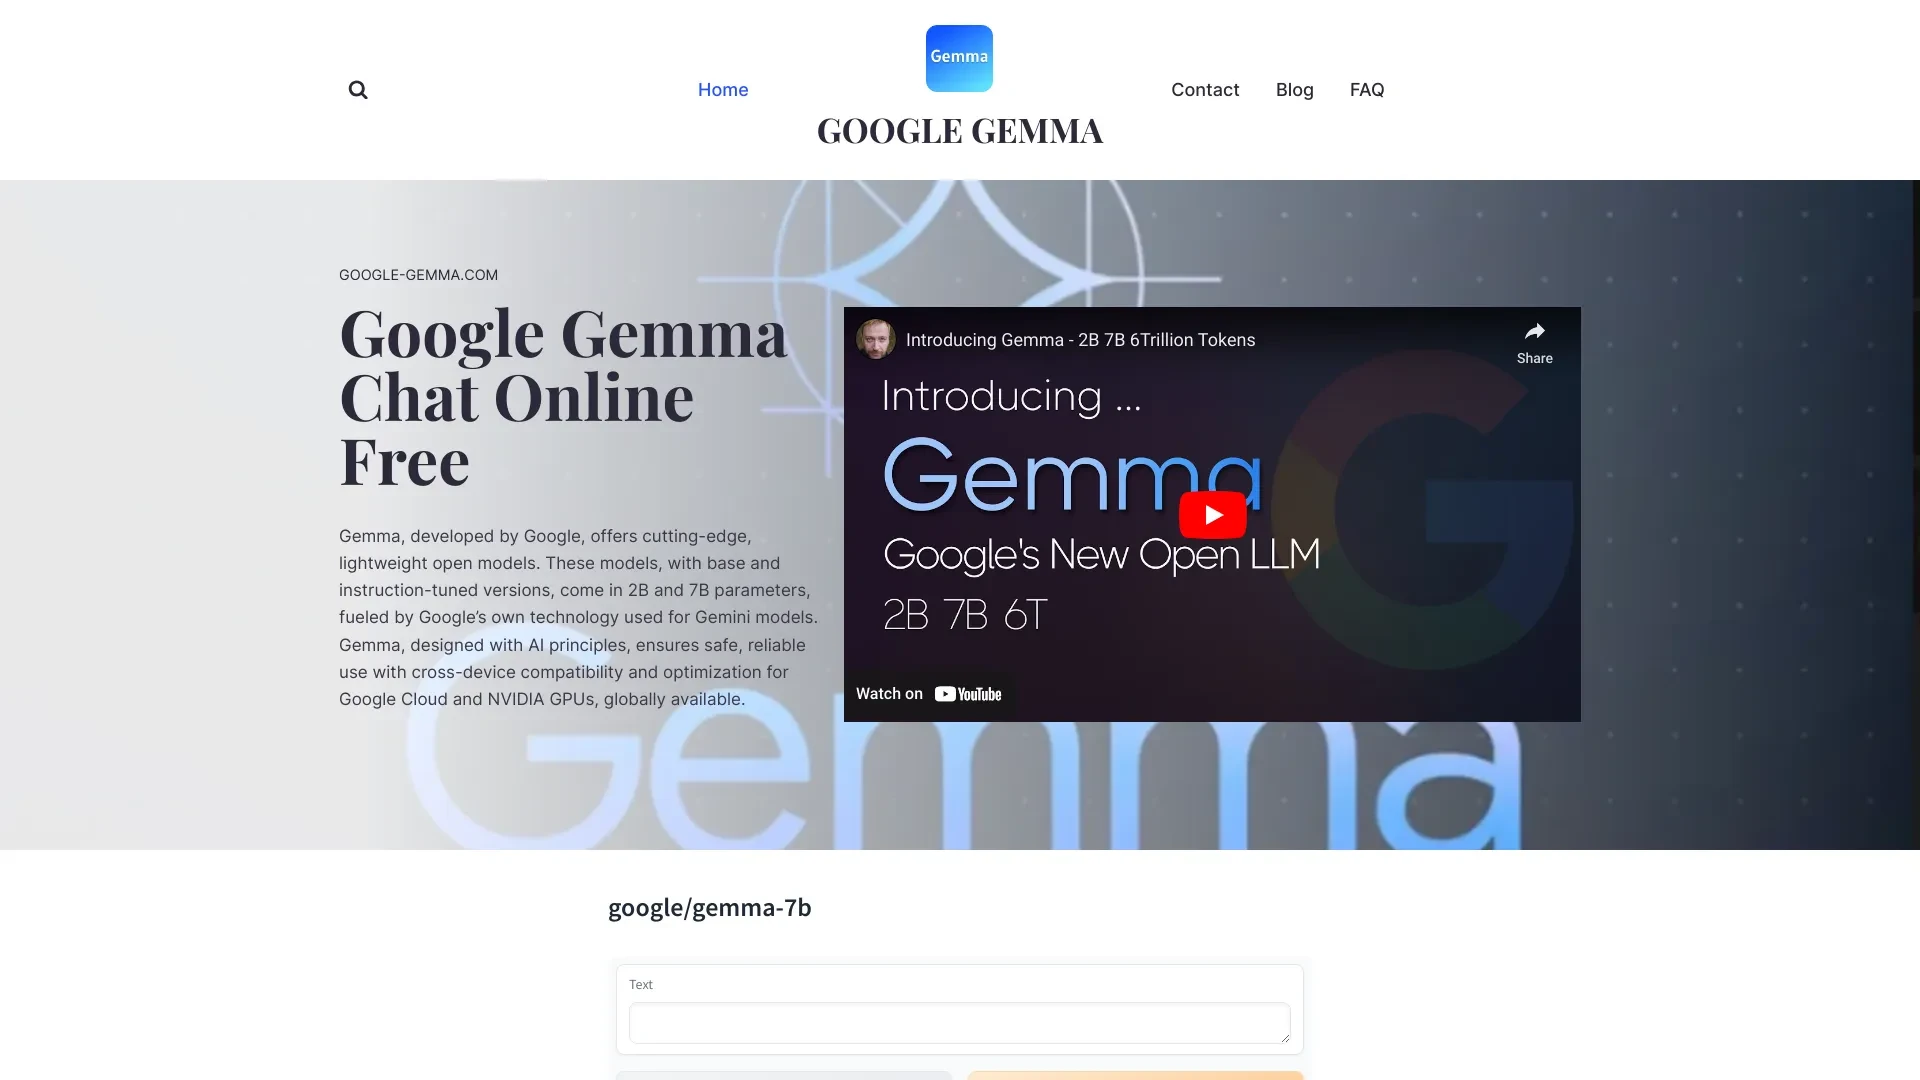 Gemma
Home
Contact
Blog
FAQ
GOOGLE GEMMA
GOOGLE-GEMMA.COM
Google Gemma
Chat Online
Free
Gemma, developed by Google, offers cutting-edge,
lightweight open models. These models, with base and
instruction-tuned versions, come in 2B and 7B parameters,
fueled by Google’s own technology used for Gemini models.
Gemma, designed with AI principles, ensures safe, reliable
use with cross-device compatibility and optimization for
Google Cloud and NVIDIA GPUs, globally available.
Introducing Gemma - 2B 7B 6Trillion Tokens
Share
Introducing ...
Gemma
Google's New Open LLM
2B 7B 6T
Watch on YouTube
Gemma
google/gemma-7b
Text